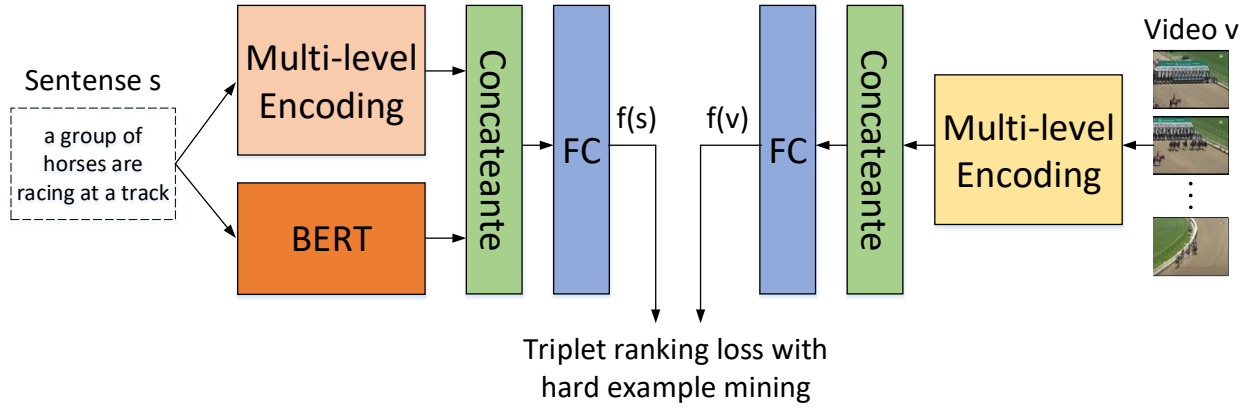 Sentense s
a group of
horses are
racing at a track
Multi-level
Encoding
BERT
Concateante
FC
f(s)
f(v)
FC
Concateante
Multi-level
Encoding
Video v
Triplet ranking loss with
hard example mining